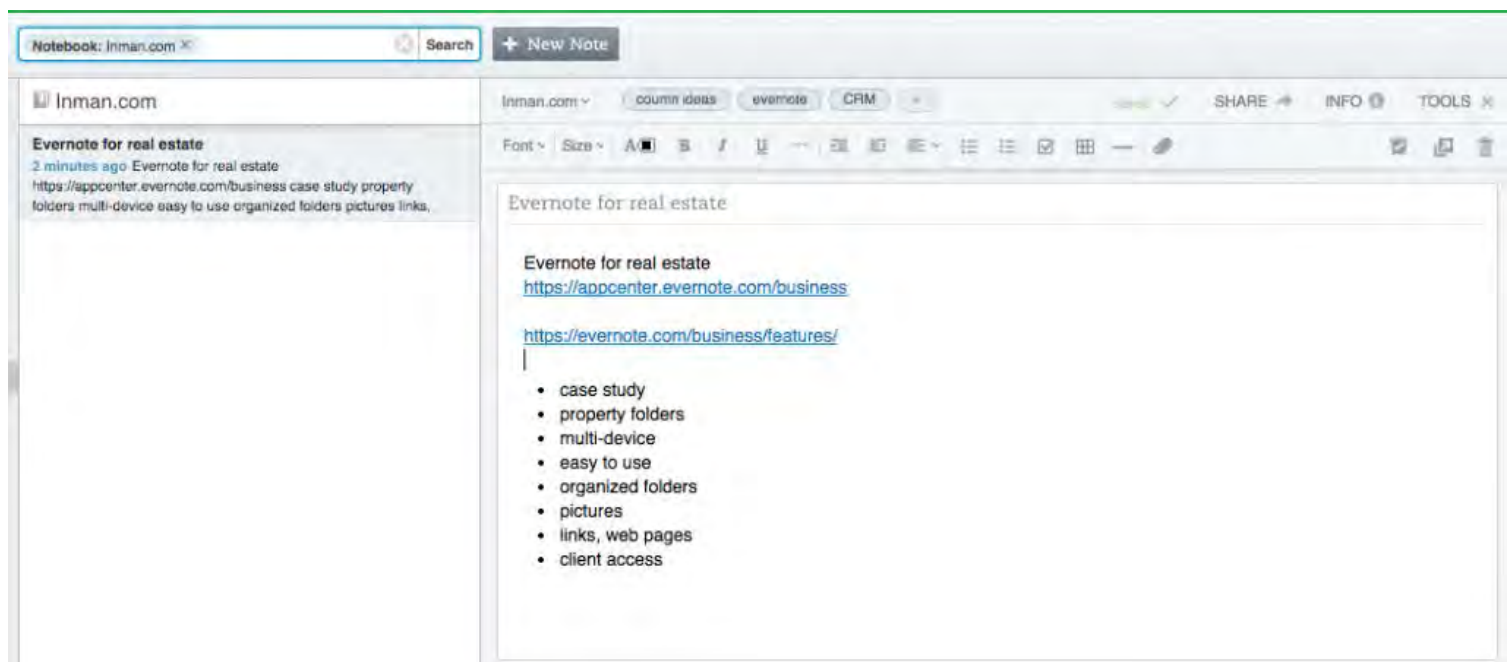 Notebook: Inman.com × Search + New Note
Inman.com
Evernote for real estate
2 minutes ago Evernote for real estate
https://appcenter.evernote.com/business case study property
folders multi-device easy to use organized folders pictures links,
Inman.com coumn ideas evernote CRM + SHARE INFO TOOLS ×
Font Size A B I U
Evernote for real estate
Evernote for real estate
https://appcenter.evernote.com/business
https://evernote.com/business/features/
• case study
• property folders
• multi-device
• easy to use
• organized folders
• pictures
• links, web pages
• client access